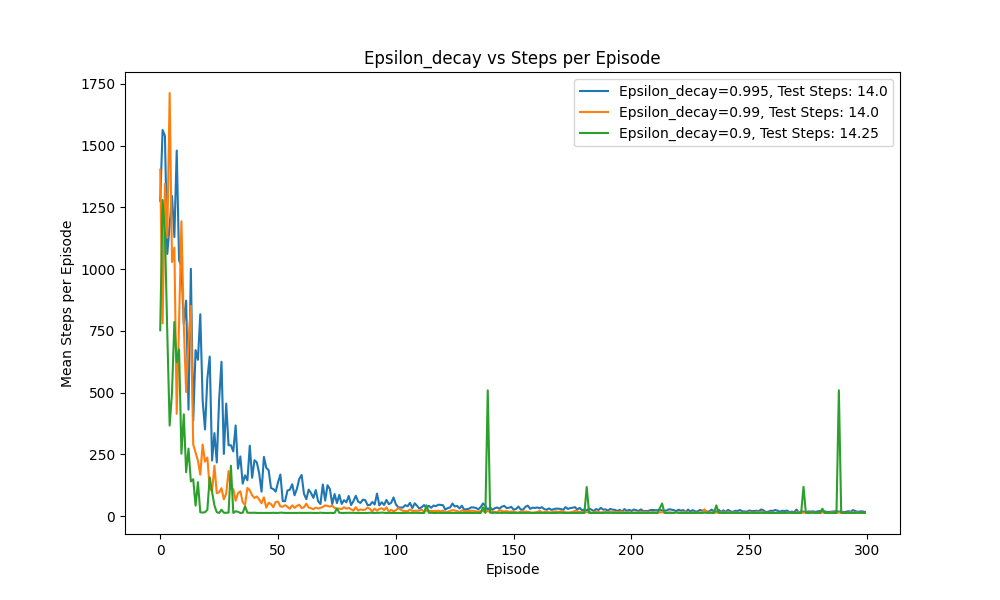 Epsilon_decay vs Steps per Episode
Epsilon_decay=0.995, Test Steps: 14.0
Epsilon_decay=0.99, Test Steps: 14.0
Epsilon_decay=0.9, Test Steps: 14.25
Mean Steps per Episode
1750
1500
1250
1000
750
500
250
0
0 50 100 150 200 250 300
Episode